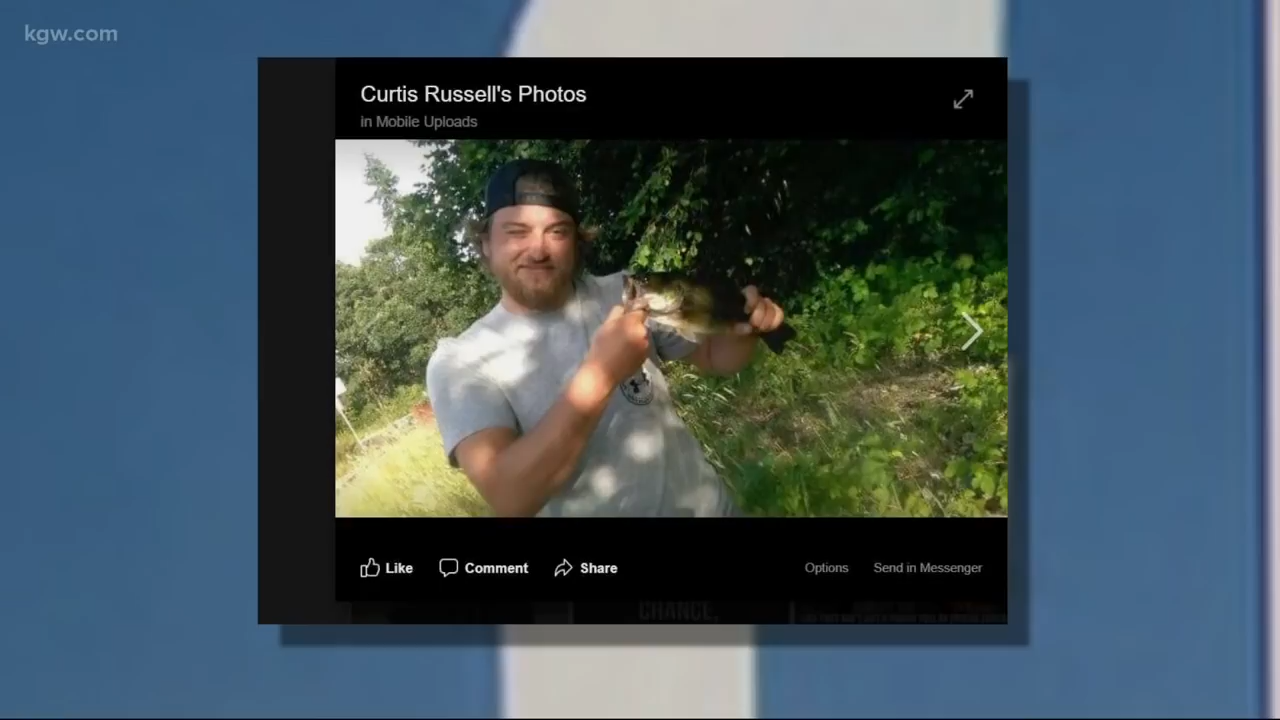 kgw.com
Curtis Russell's Photos
in Mobile Uploads
Like Comment Share Options Send in Messenger
CHANCE.